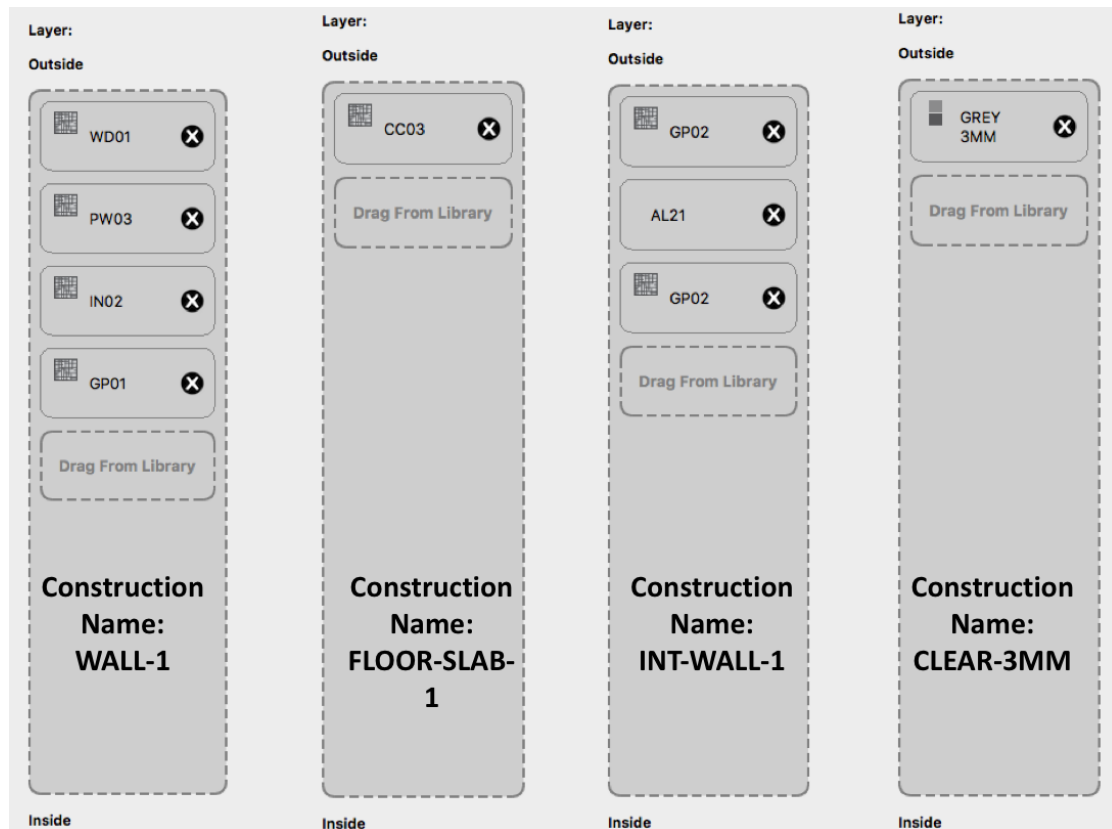 Layer:
Outside
WD01
PW03
IN02
GP01
Drag From Library
Construction
Name:
WALL-1
Inside
Layer:
Outside
CC03
Drag From Library
Construction
Name:
FLOOR-SLAB-
1
Inside
Layer:
Outside
GP02
AL21
GP02
Drag From Library
Construction
Name:
INT-WALL-1
Inside
Layer:
Outside
GREY
3MM
Drag From Library
Construction
Name:
CLEAR-3MM
Inside